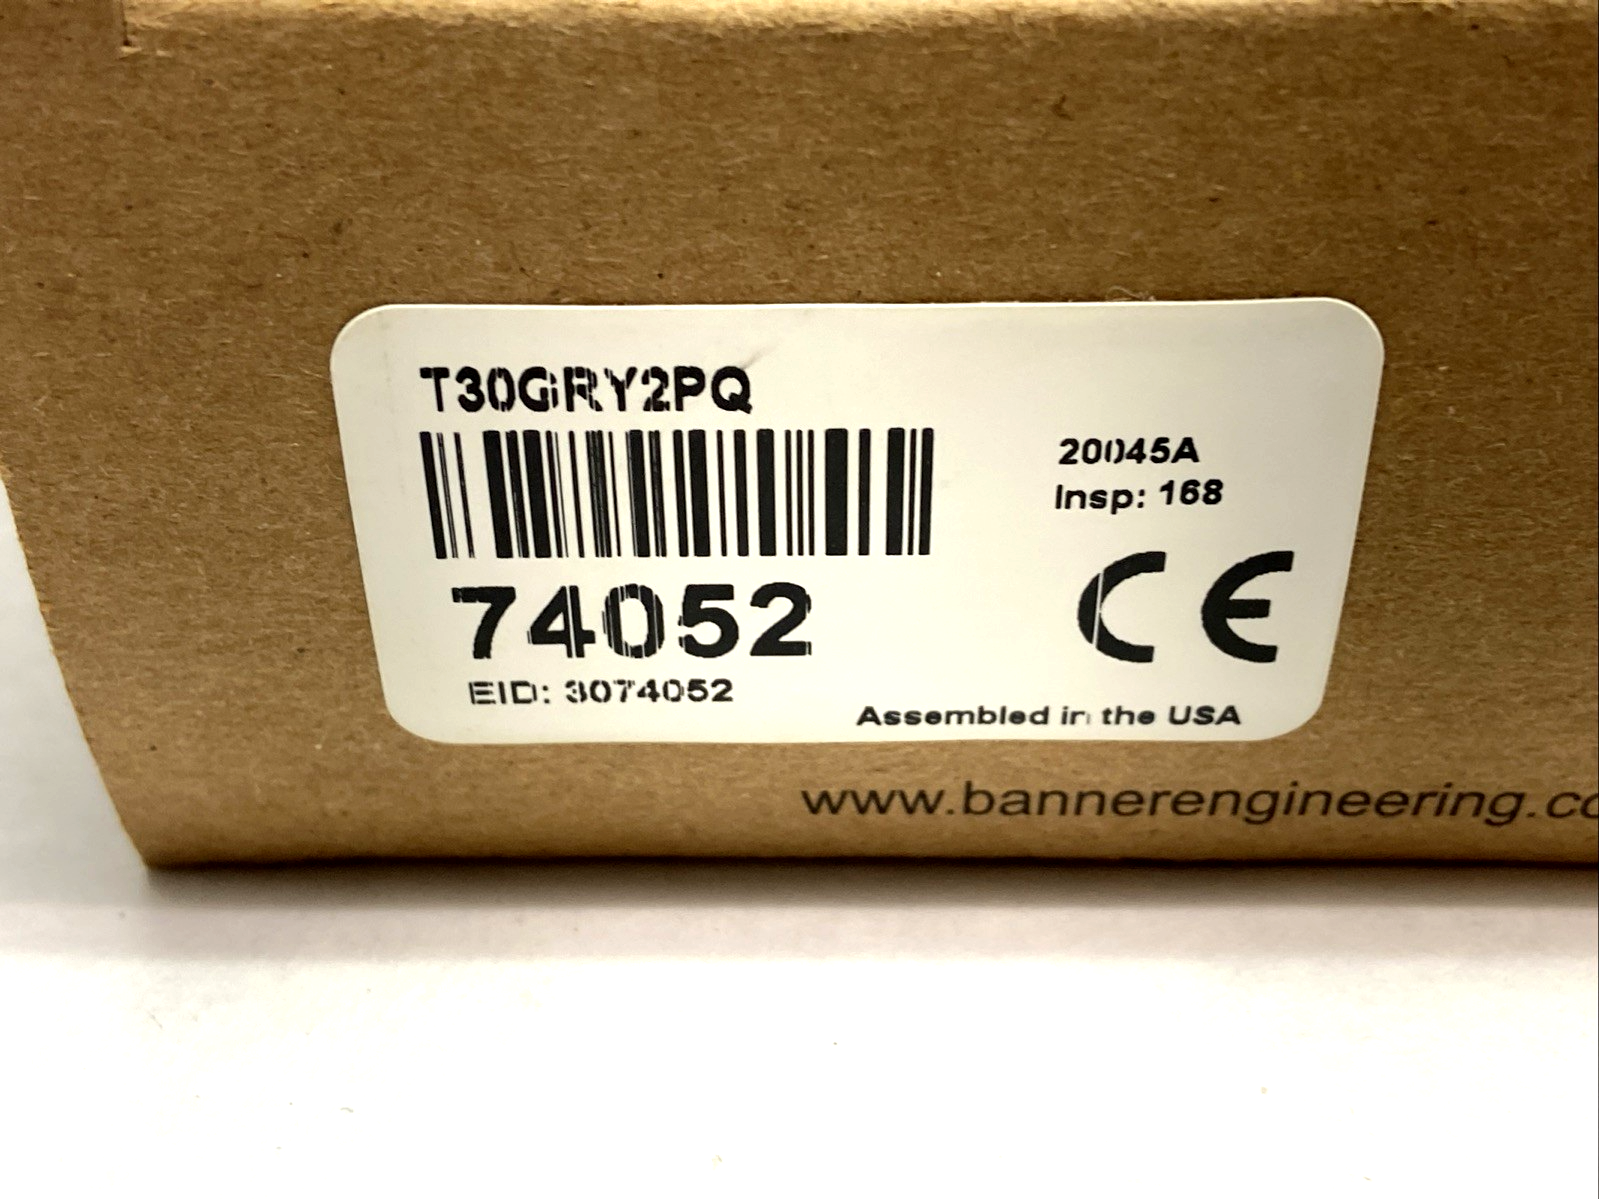 T30GRY2PQ
20045A
Insp: 168
74052
CE
EID: 3074052
Assembled in the USA
www.bannerengineering.co